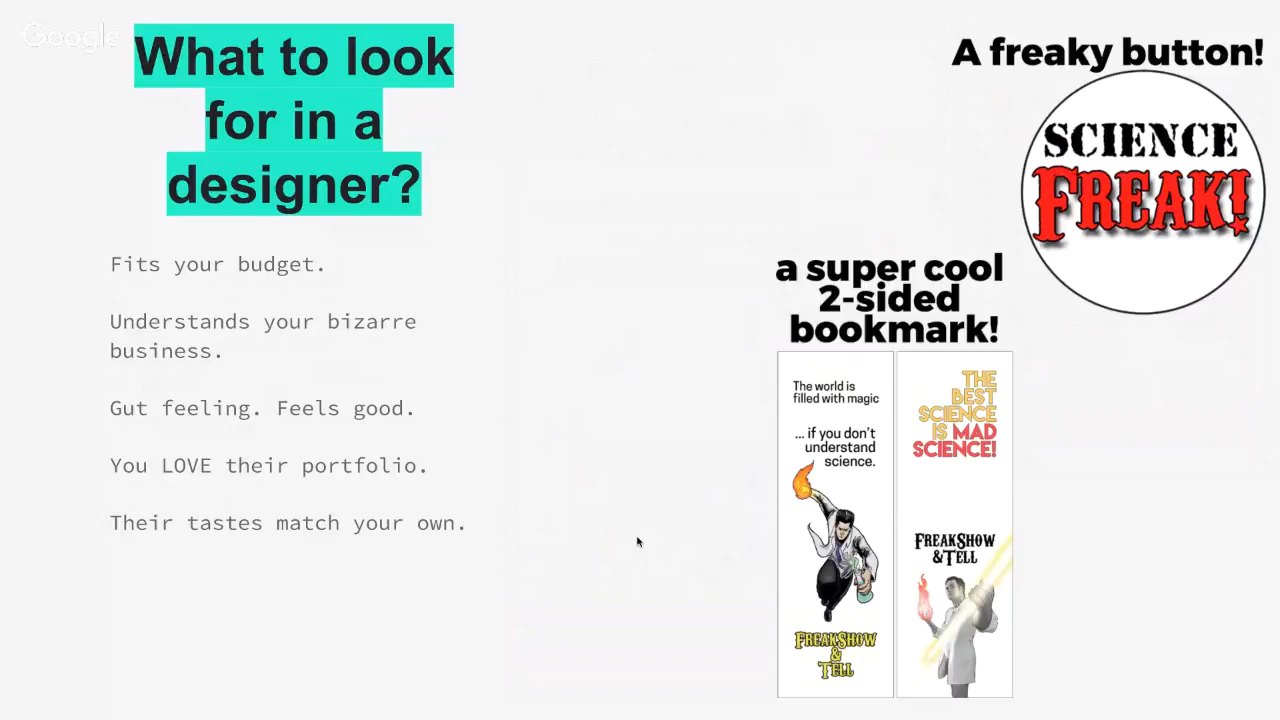 Google
What to look
for in a
designer?
Fits your budget.
Understands your bizarre
business.
Gut feeling. Feels good.
You LOVE their portfolio.
Their tastes match your own.
A freaky button!
SCIENCE
FREAK!
a super cool
2-sided
bookmark!
The world is
filled with magic
... if you don't
understand
science.
FREAKSHOW
&
TELL
THE
BEST
SCIENCE
IS MAD
SCIENCE!
FREAKSHOW
&TELL